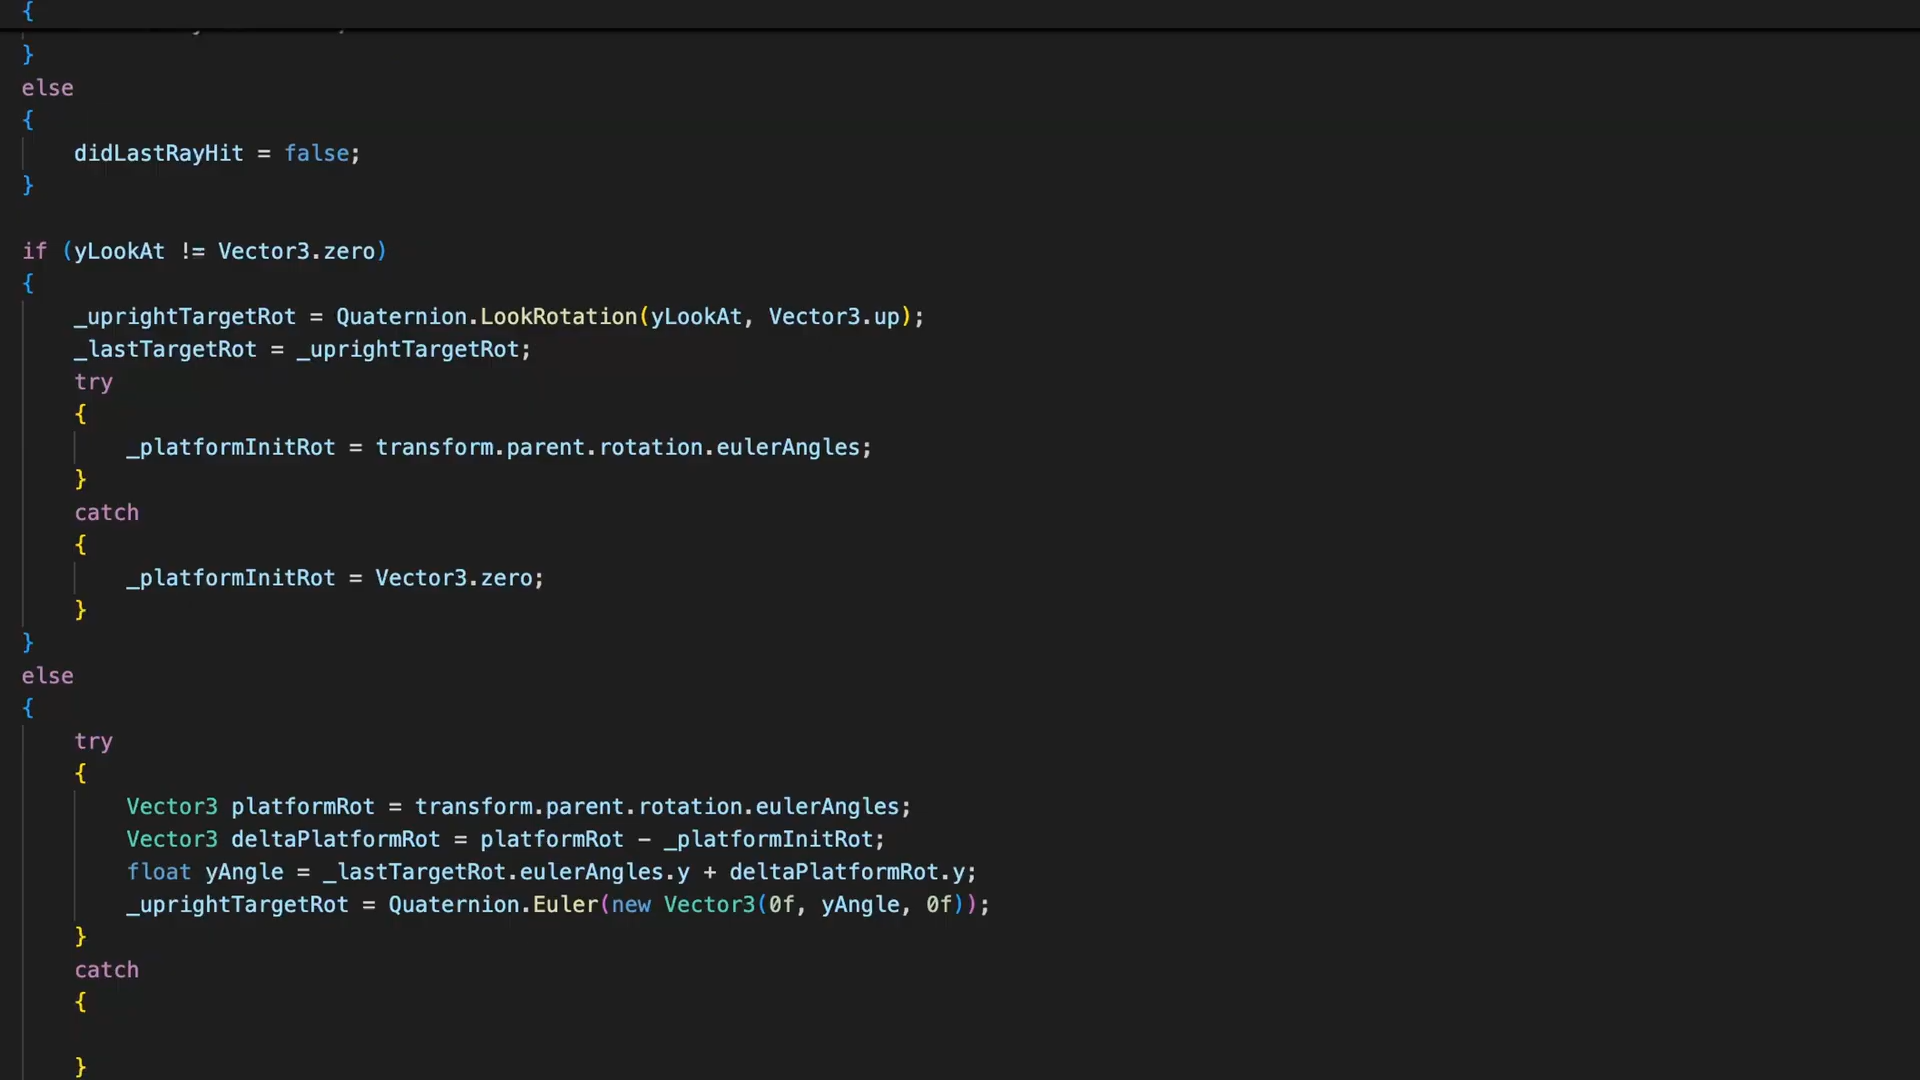 {
}
else
{
    didLastRayHit = false;
}
if (yLookAt != Vector3.zero)
{
    _uprightTargetRot = Quaternion.LookRotation(yLookAt, Vector3.up);
    _lastTargetRot = _uprightTargetRot;
    try
    {
        _platformInitRot = transform.parent.rotation.eulerAngles;
    }
    catch
    {
        _platformInitRot = Vector3.zero;
    }
}
else
{
    try
    {
        Vector3 platformRot = transform.parent.rotation.eulerAngles;
        Vector3 deltaPlatformRot = platformRot - _platformInitRot;
        float yAngle = _lastTargetRot.eulerAngles.y + deltaPlatformRot.y;
        _uprightTargetRot = Quaternion.Euler(new Vector3(0f, yAngle, 0f));
    }
    catch
    {
    }